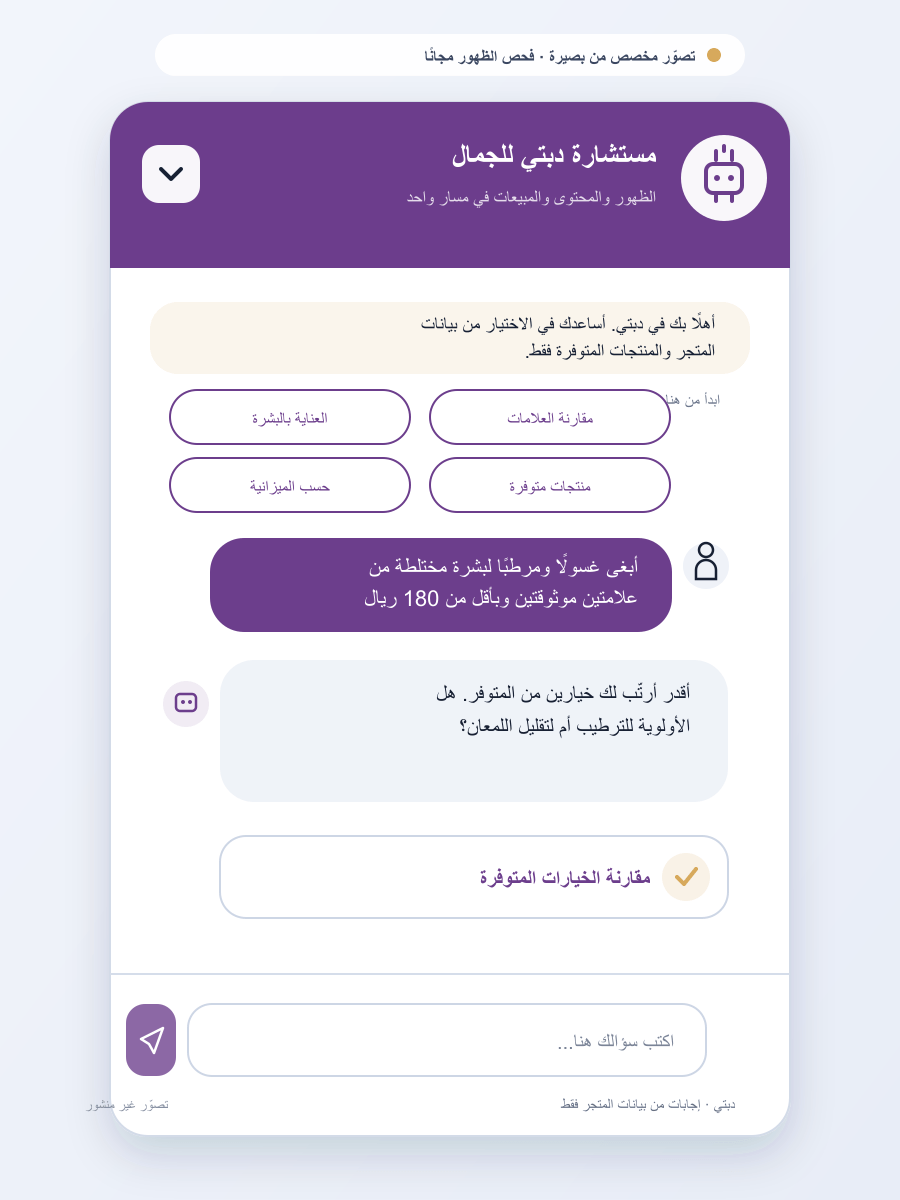 تصوّر مخصص من بصيرة · فحص الظهور مجانًا
مستشارة دبتي للجمال
الظهور والمحتوى والمبيعات في مسار واحد
أهلًا بك في دبتي. أساعدك في الاختيار من بيانات
المتجر والمنتجات المتوفرة فقط.
ابدأ من هنا
مقارنة العلامات
العناية بالبشرة
منتجات متوفرة
حسب الميزانية
أبغى غسولًا ومرطبًا لبشرة مختلطة من
علامتين موثوقتين وبأقل من 180 ريال
أقدر أرتّب لك خيارين من المتوفر. هل
الأولوية للترطيب أم لتقليل اللمعان؟
مقارنة الخيارات المتوفرة
اكتب سؤالك هنا...
دبتي · إجابات من بيانات المتجر فقط
تصوّر غير منشور